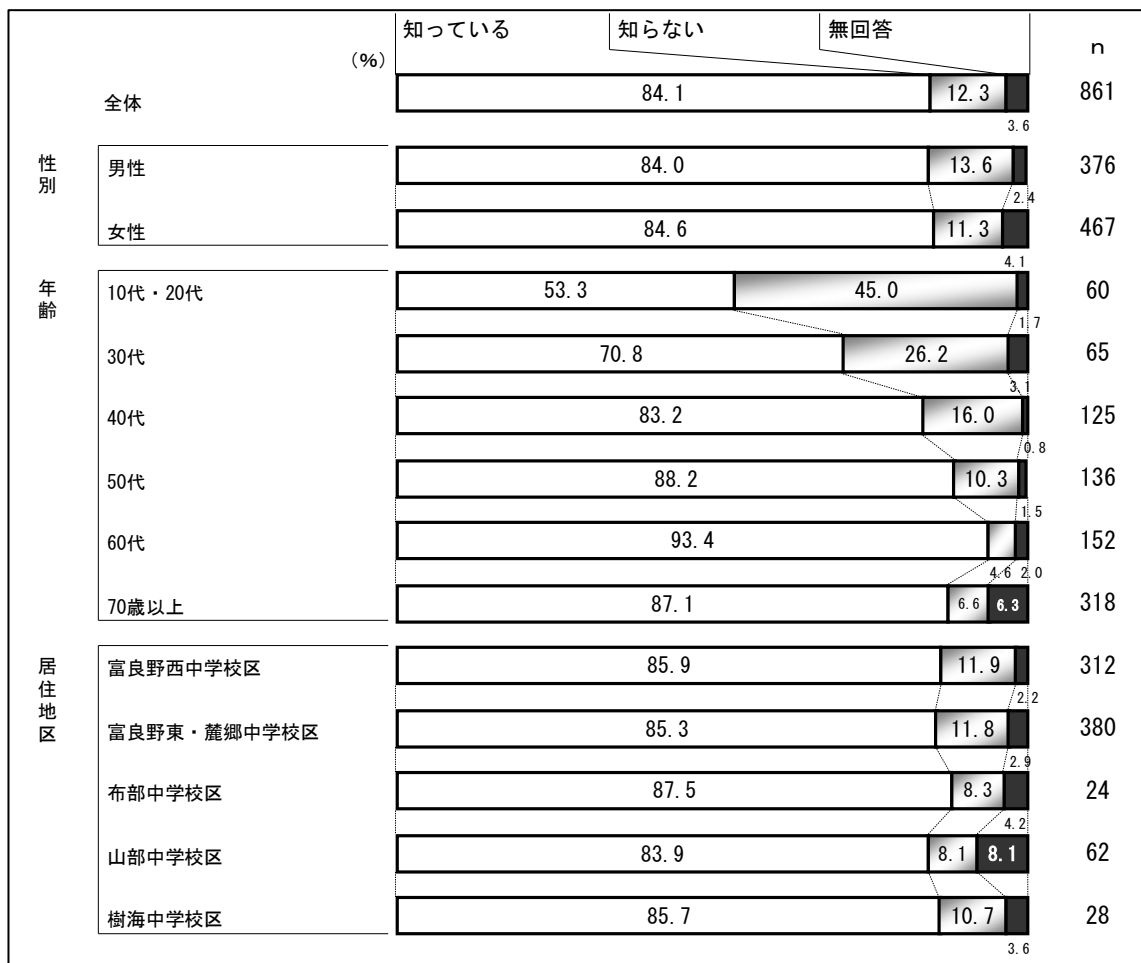 知っている 知らない 無回答
(%) n
全体 84.1 12.3 3.6 861
性別
男性 84.0 13.6 2.4 376
女性 84.6 11.3 4.1 467
年齢
10代・20代 53.3 45.0 1.7 60
30代 70.8 26.2 3.1 65
40代 83.2 16.0 0.8 125
50代 88.2 10.3 1.5 136
60代 93.4 4.6 2.0 152
70歳以上 87.1 6.6 6.3 318
居住地区
富良野西中学校区 85.9 11.9 2.2 312
富良野東・麓郷中学校区 85.3 11.8 2.9 380
布部中学校区 87.5 8.3 4.2 24
山部中学校区 83.9 8.1 8.1 62
樹海中学校区 85.7 10.7 3.6 28